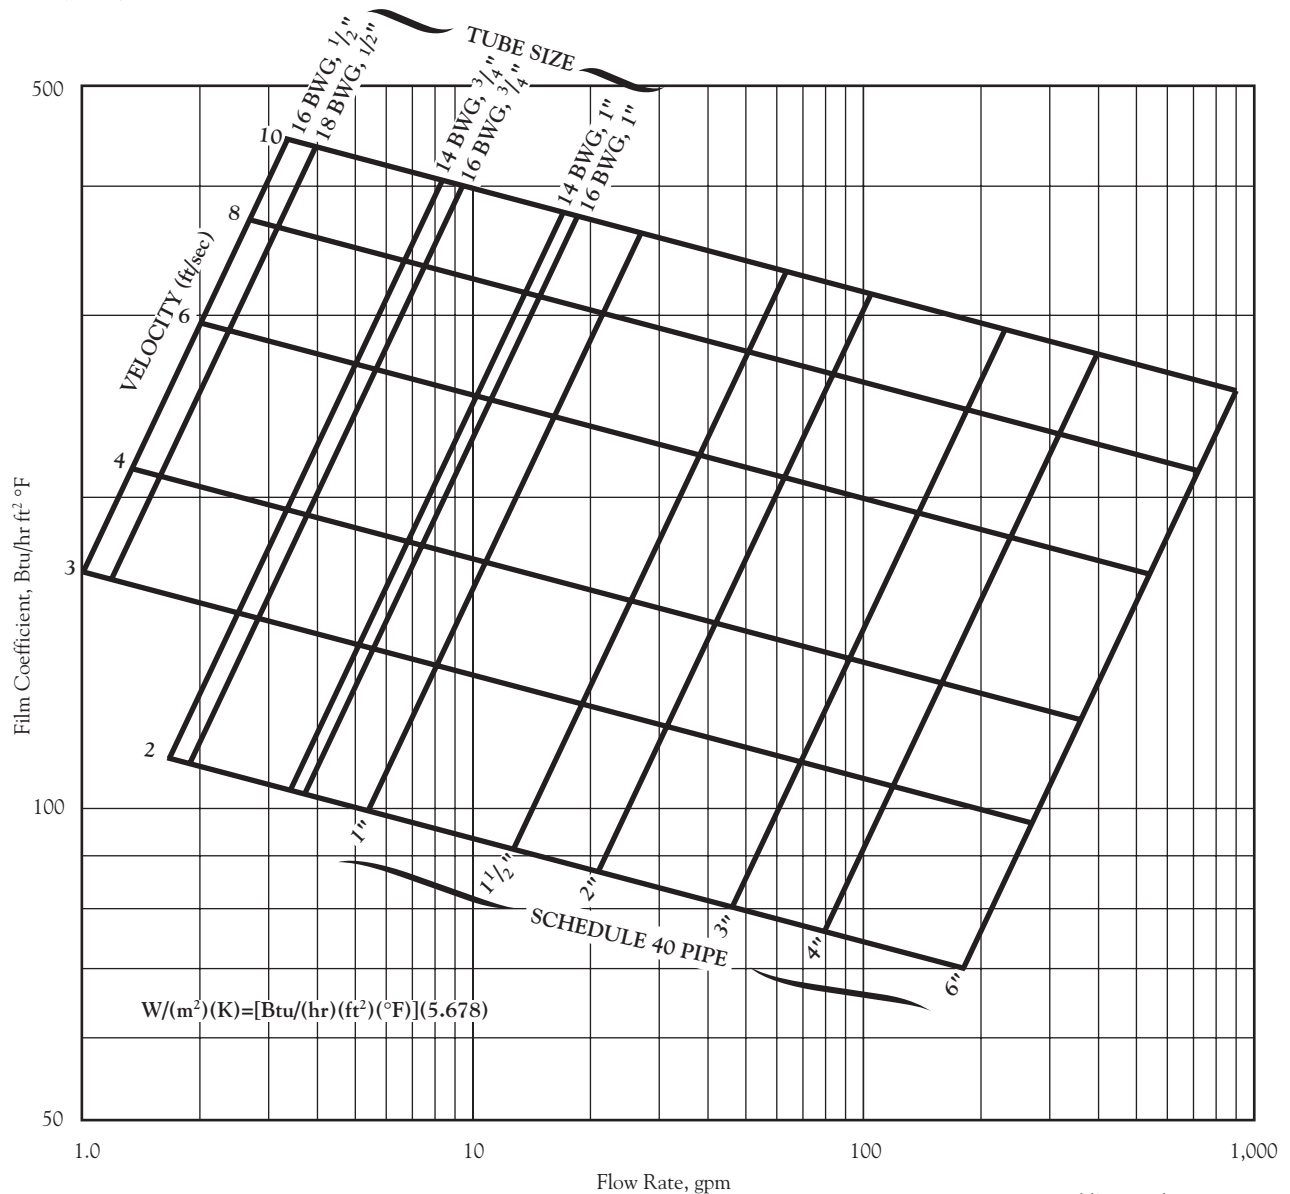 TUBE SIZE
16 BWG, 1/2"
18 BWG, 1/2"
14 BWG, 3/4"
16 BWG, 3/4"
14 BWG, 1"
16 BWG, 1"
500
10
8
6
4
3
2
VELOCITY (ft/sec)
Film Coefficient, Btu/hr ft² °F
100
1"
1 1/2"
2"
3"
4"
6"
SCHEDULE 40 PIPE
W/(m²)(K)=[Btu/(hr)(ft²)(°F)](5.678)
50
1.0
10
100
1,000
Flow Rate, gpm